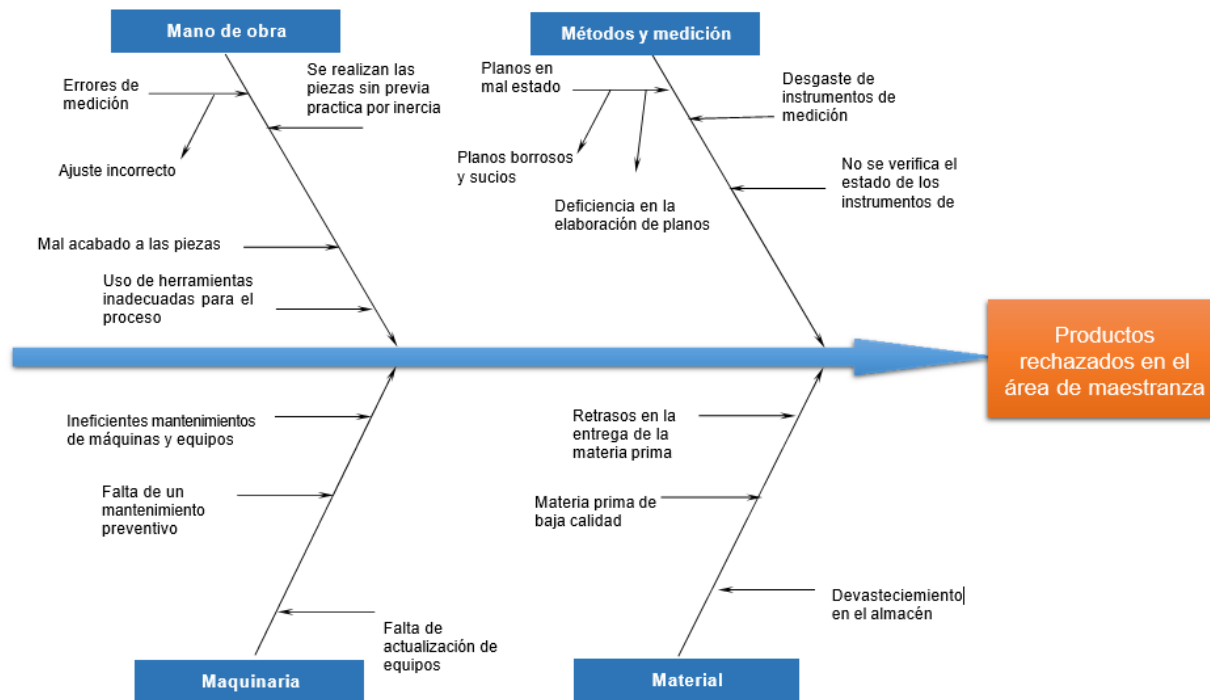 Mano de obra
Métodos y medición
Errores de
medición
Se realizan las
piezas sin previa
practica por inercia
Ajuste incorrecto
Mal acabado a las piezas
Uso de herramientas
inadecuadas para el
proceso
Planos en
mal estado
Desgaste de
instrumentos de
medición
Planos borrosos
y sucios
Deficiencia en la
elaboración de planos
No se verifica el
estado de los
instrumentos de
Productos
rechazados en el
área de maestranza
Ineficientes mantenimientos
de máquinas y equipos
Falta de un
mantenimiento
preventivo
Falta de
actualización de
equipos
Retrasos en la
entrega de la
materia prima
Materia prima de
baja calidad
Devasteciemiento
en el almacén
Maquinaria
Material